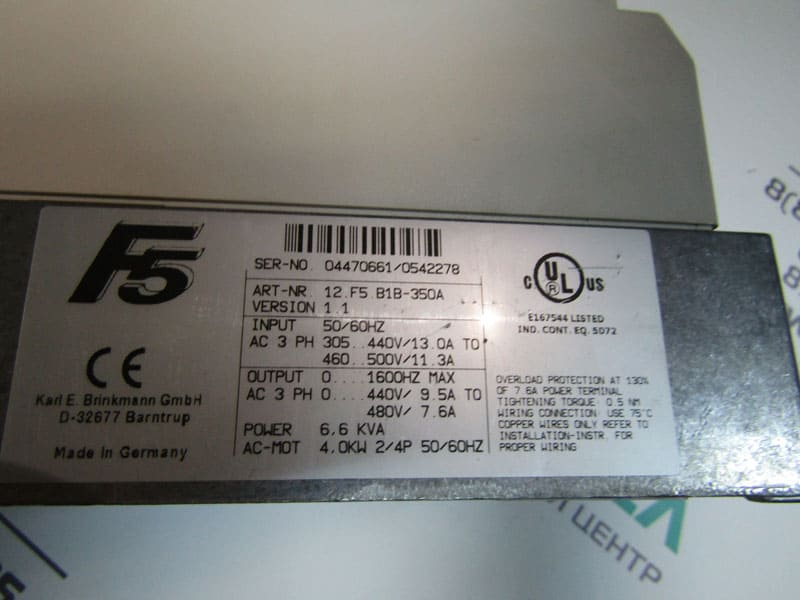 F5
SER-NO. 04470661/0542278
ART-NR. 12.F5.B1B-350A
VERSION 1.1
INPUT 50/60HZ
AC 3 PH 305..440V/13.0A TO
460..500V/11.3A
OUTPUT 0....1600HZ MAX
AC 3 PH 0....440V/ 9.5A TO
480V/ 7.6A
POWER 6,6 KVA
AC-MOT 4,0KW 2/4P 50/60HZ
CE
Karl E. Brinkmann GmbH
D-32677 Barntrup
Made In Germany
C UL US
R
E167544 LISTED
IND. CONT. EQ. 5D72
OVERLOAD PROTECTION AT 130%
OF 7.6A POWER TERMINAL
TIGHTENING TORQUE: 0.5 NM
WIRING CONNECTION: USE 75°C
COPPER WIRES ONLY REFER TO
INSTALLATION-INSTR. FOR
PROPER WIRING
8(8
ЦЕНТР